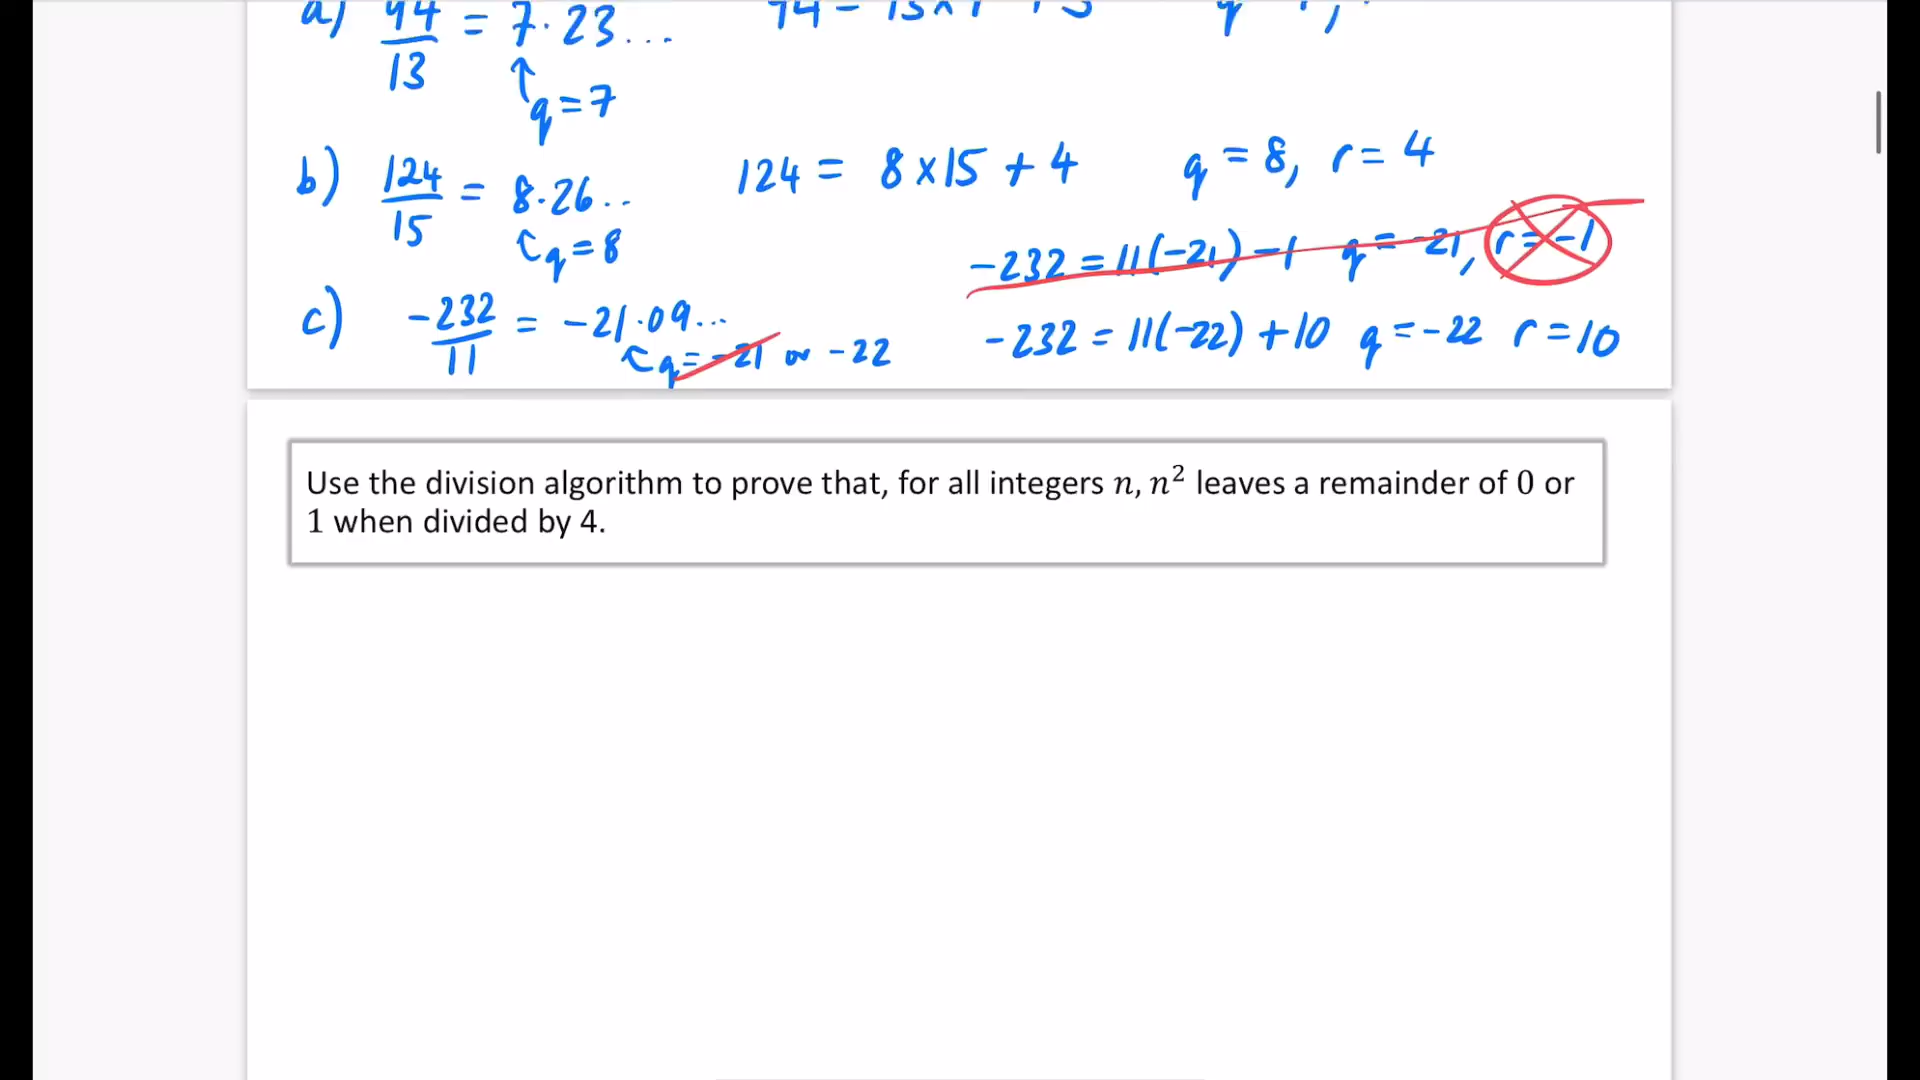 a) 94/13 = 7.23...
q = 7
b) 124/15 = 8.26.. 124 = 8 x 15 + 4 q = 8, r = 4
q = 8
-232 = 11(-21) - 1 q = -21, r = -1
c) -232/11 = -21.09... -232 = 11(-22) + 10 q = -22 r = 10
q = -21 or -22
Use the division algorithm to prove that, for all integers n, n² leaves a remainder of 0 or
1 when divided by 4.